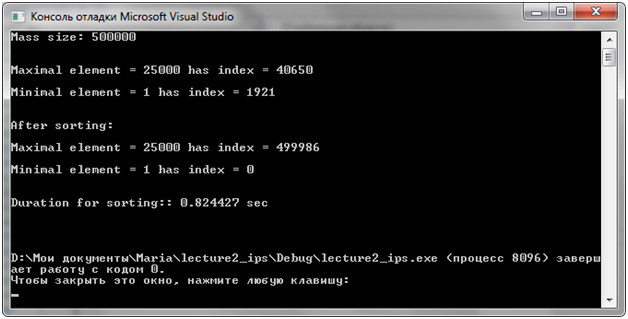 Консоль отладки Microsoft Visual Studio
Mass size: 500000
Maximal element = 25000 has index = 40650
Minimal element = 1 has index = 1921
After sorting:
Maximal element = 25000 has index = 499986
Minimal element = 1 has index = 0
Duration for sorting:: 0.824427 sec
D:\Мои документы\Maria\lecture2_ips\Debug\lecture2_ips.exe (процесс 8096) заверш
ает работу с кодом 0.
Чтобы закрыть это окно, нажмите любую клавишу: